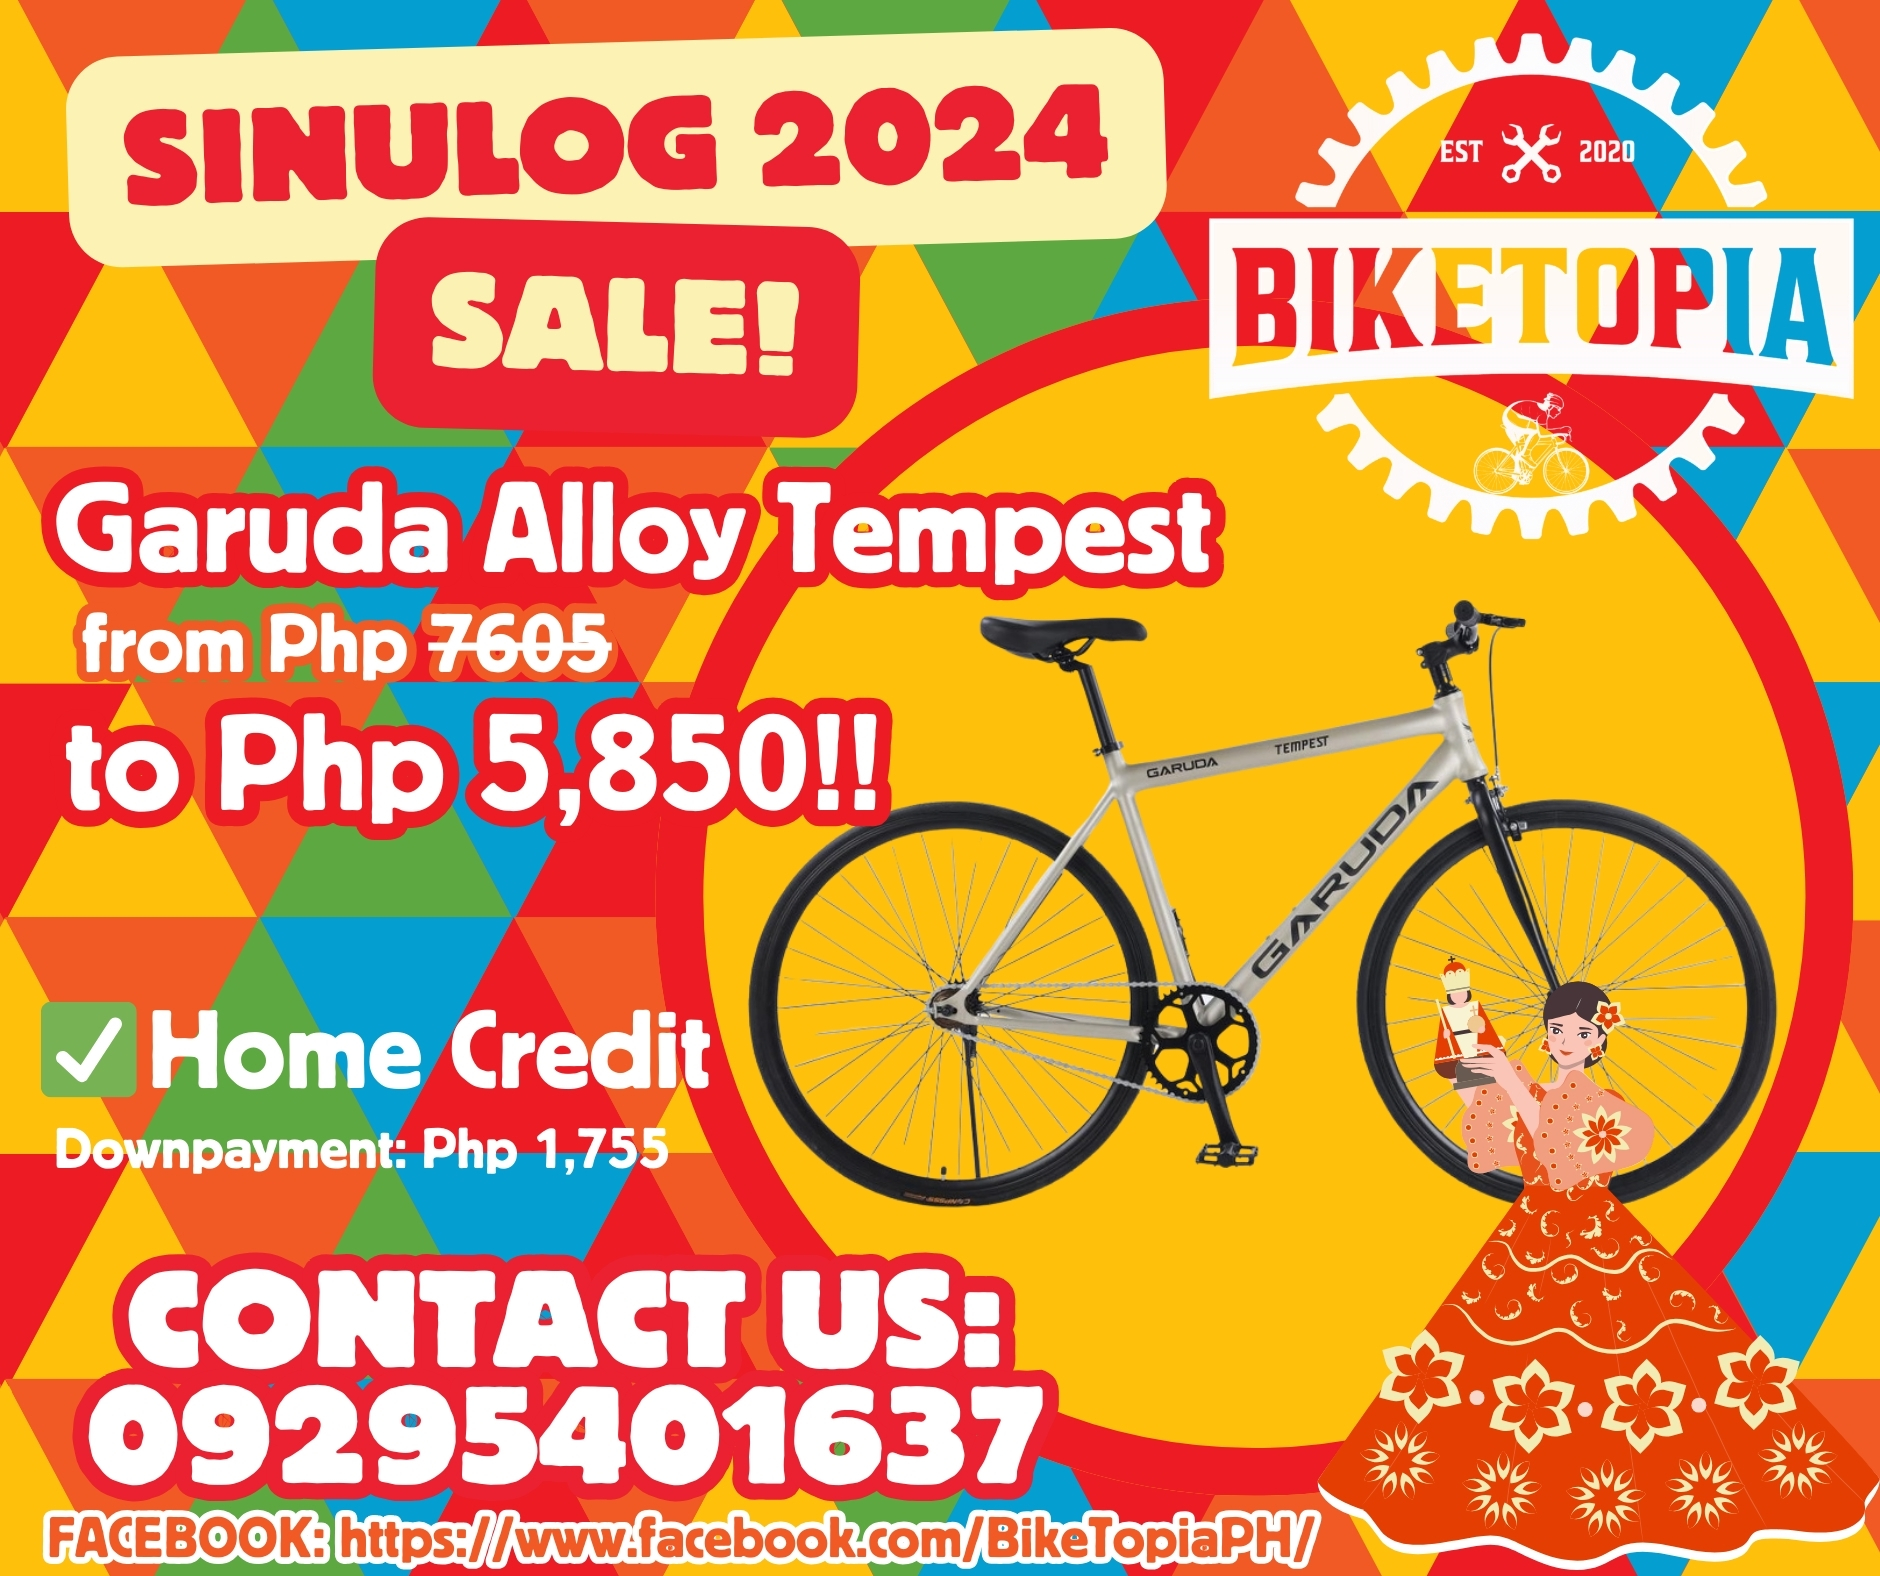 SINULOG 2024
SALE!
EST 2020
BIKETOPIA
Garuda Alloy Tempest
from Php 7605
to Php 5,850!!
GARUDA
TEMPEST
GARUDA
✅ Home Credit
Downpayment: Php 1,755
CONTACT US:
09295401637
FACEBOOK: https://www.facebook.com/BikeTopiaPH/